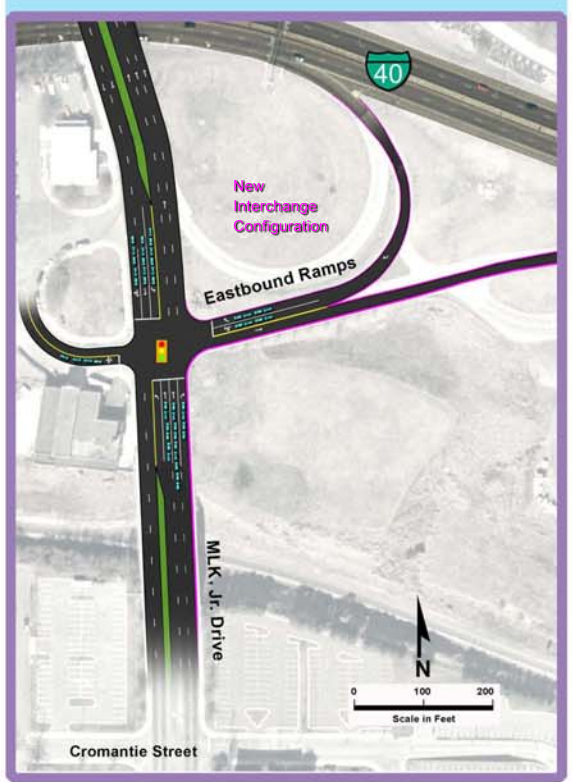 40
New
Interchange
Configuration
Eastbound Ramps
MLK, Jr. Drive
N
0 100 200
Scale in Feet
Cromantie Street